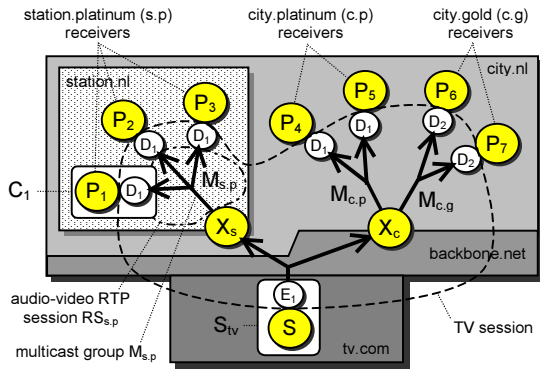 station.platinum (s.p)
receivers
city.platinum (c.p)
receivers
city.gold (c.g)
receivers
station.nl
city.nl
P3
P5
P6
P2
P4
D1
D1
D2
P7
D1
D1
D2
C1
P1
D1
Ms.p
Mc.p
Mc.g
Xs
Xc
backbone.net
audio-video RTP
session RSs.p
E1
TV session
Stv
S
multicast group Ms.p
tv.com